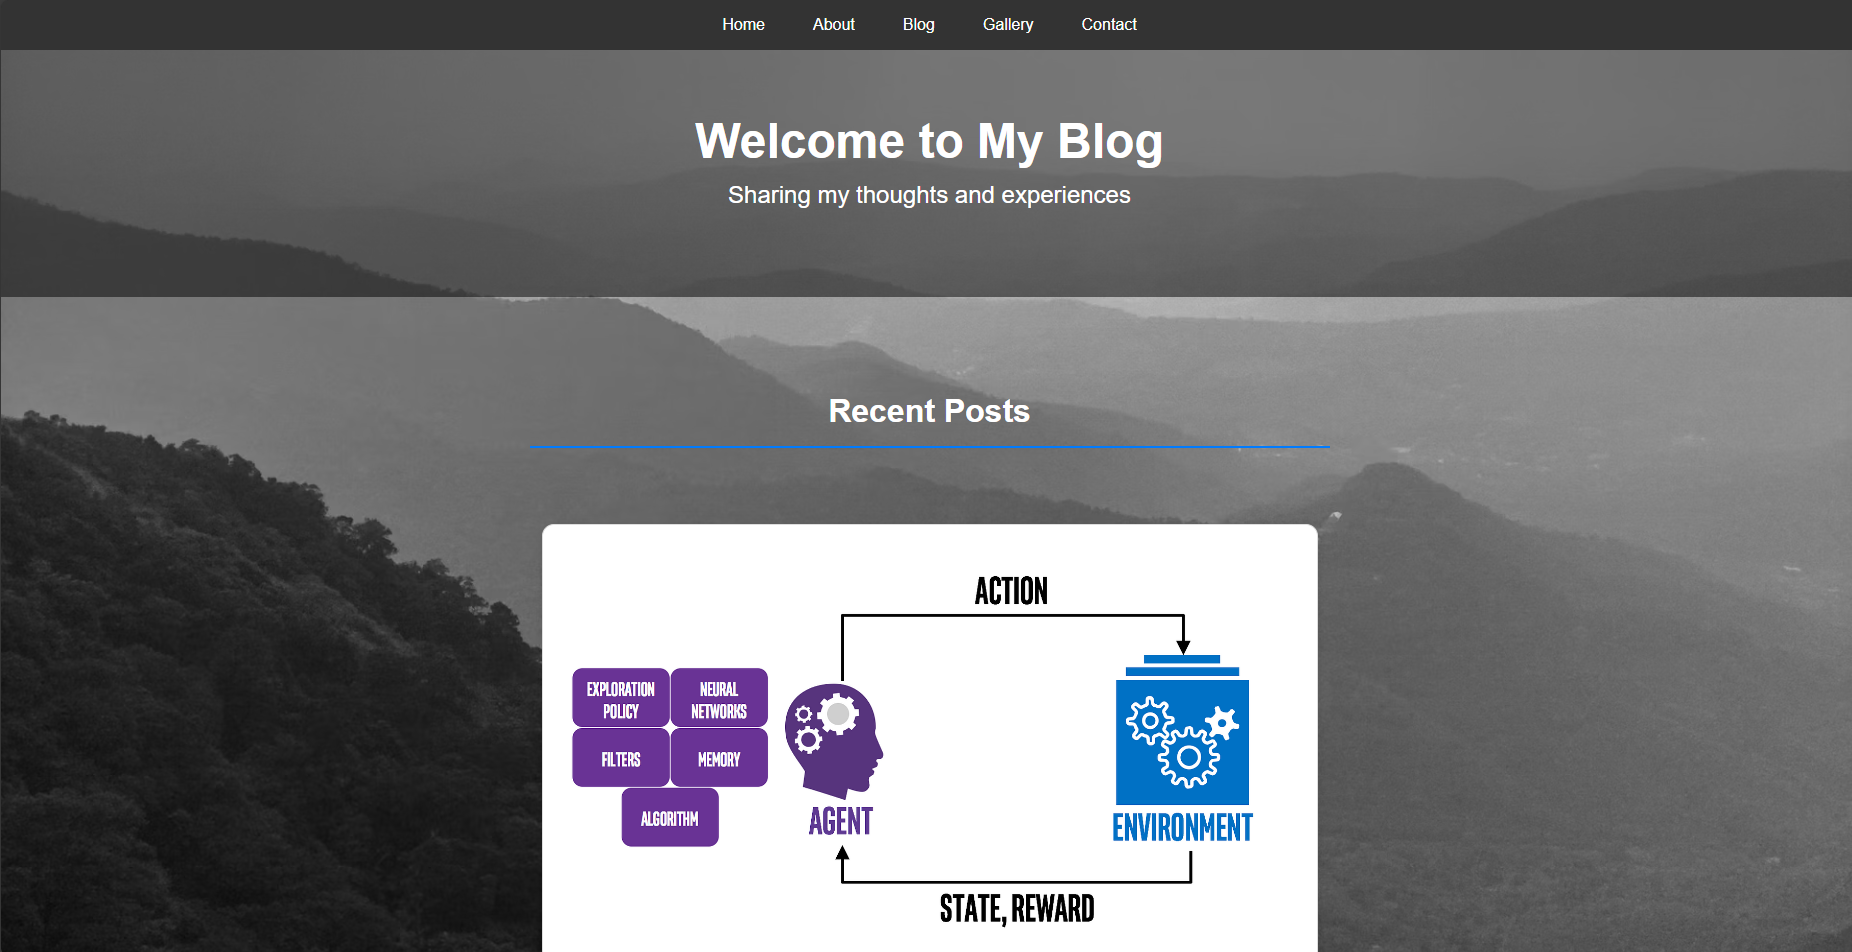 Home About Blog Gallery Contact
Welcome to My Blog
Sharing my thoughts and experiences
Recent Posts
ACTION
EXPLORATION
POLICY
NEURAL
NETWORKS
FILTERS
MEMORY
ALGORITHM
AGENT
ENVIRONMENT
STATE, REWARD